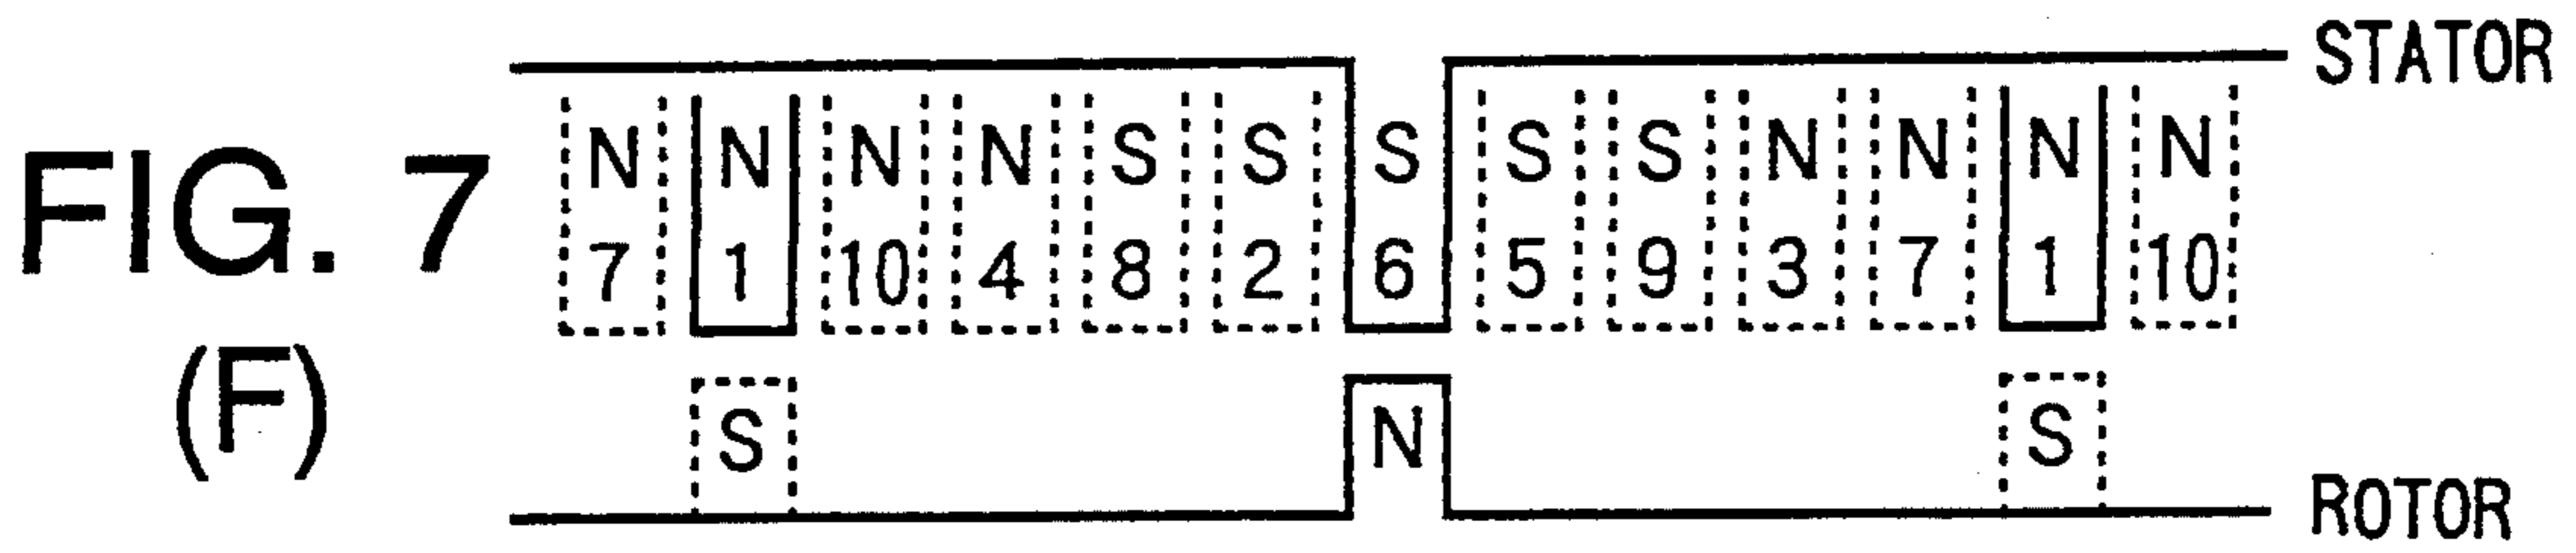 STATOR
FIG. 7
(F)
N N N N S S S S S N N N N
7 1 10 4 8 2 6 5 9 3 7 1 10
S N S
ROTOR